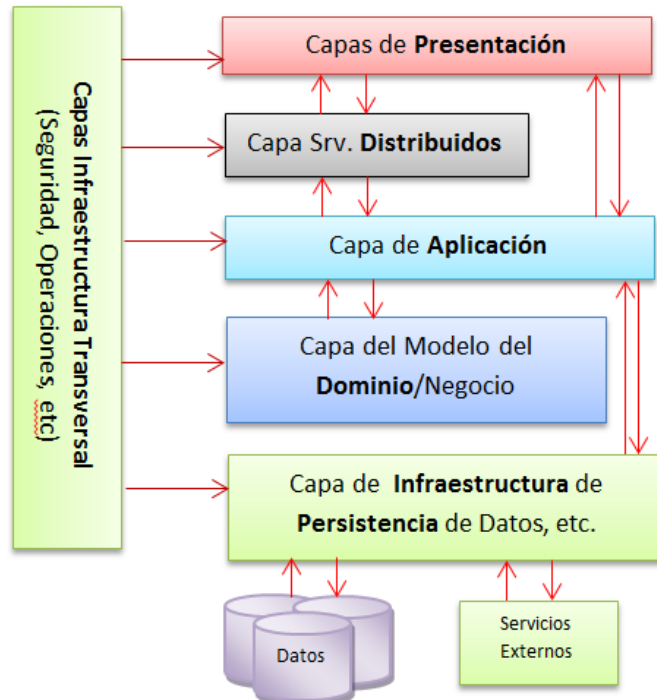 Capas de Presentación
Capa Srv. Distribuidos
Capa de Aplicación
Capa del Modelo del
Dominio/Negocio
Capa de Infraestructura de
Persistencia de Datos, etc.
Capas Infraestructura Transversal
(Seguridad, Operaciones, etc)
Datos
Servicios
Externos